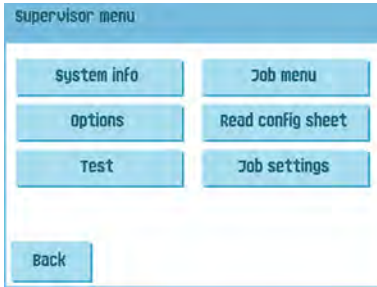 Supervisor menu
System info
Job menu
Options
Read config sheet
Test
Job settings
Back